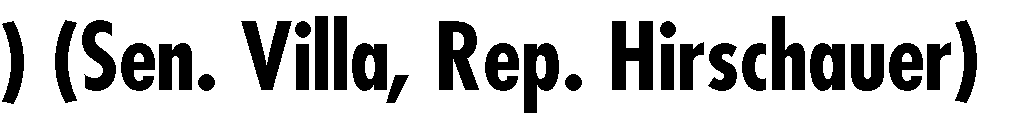 ) (Sen. Villa, Rep. Hirschauer)